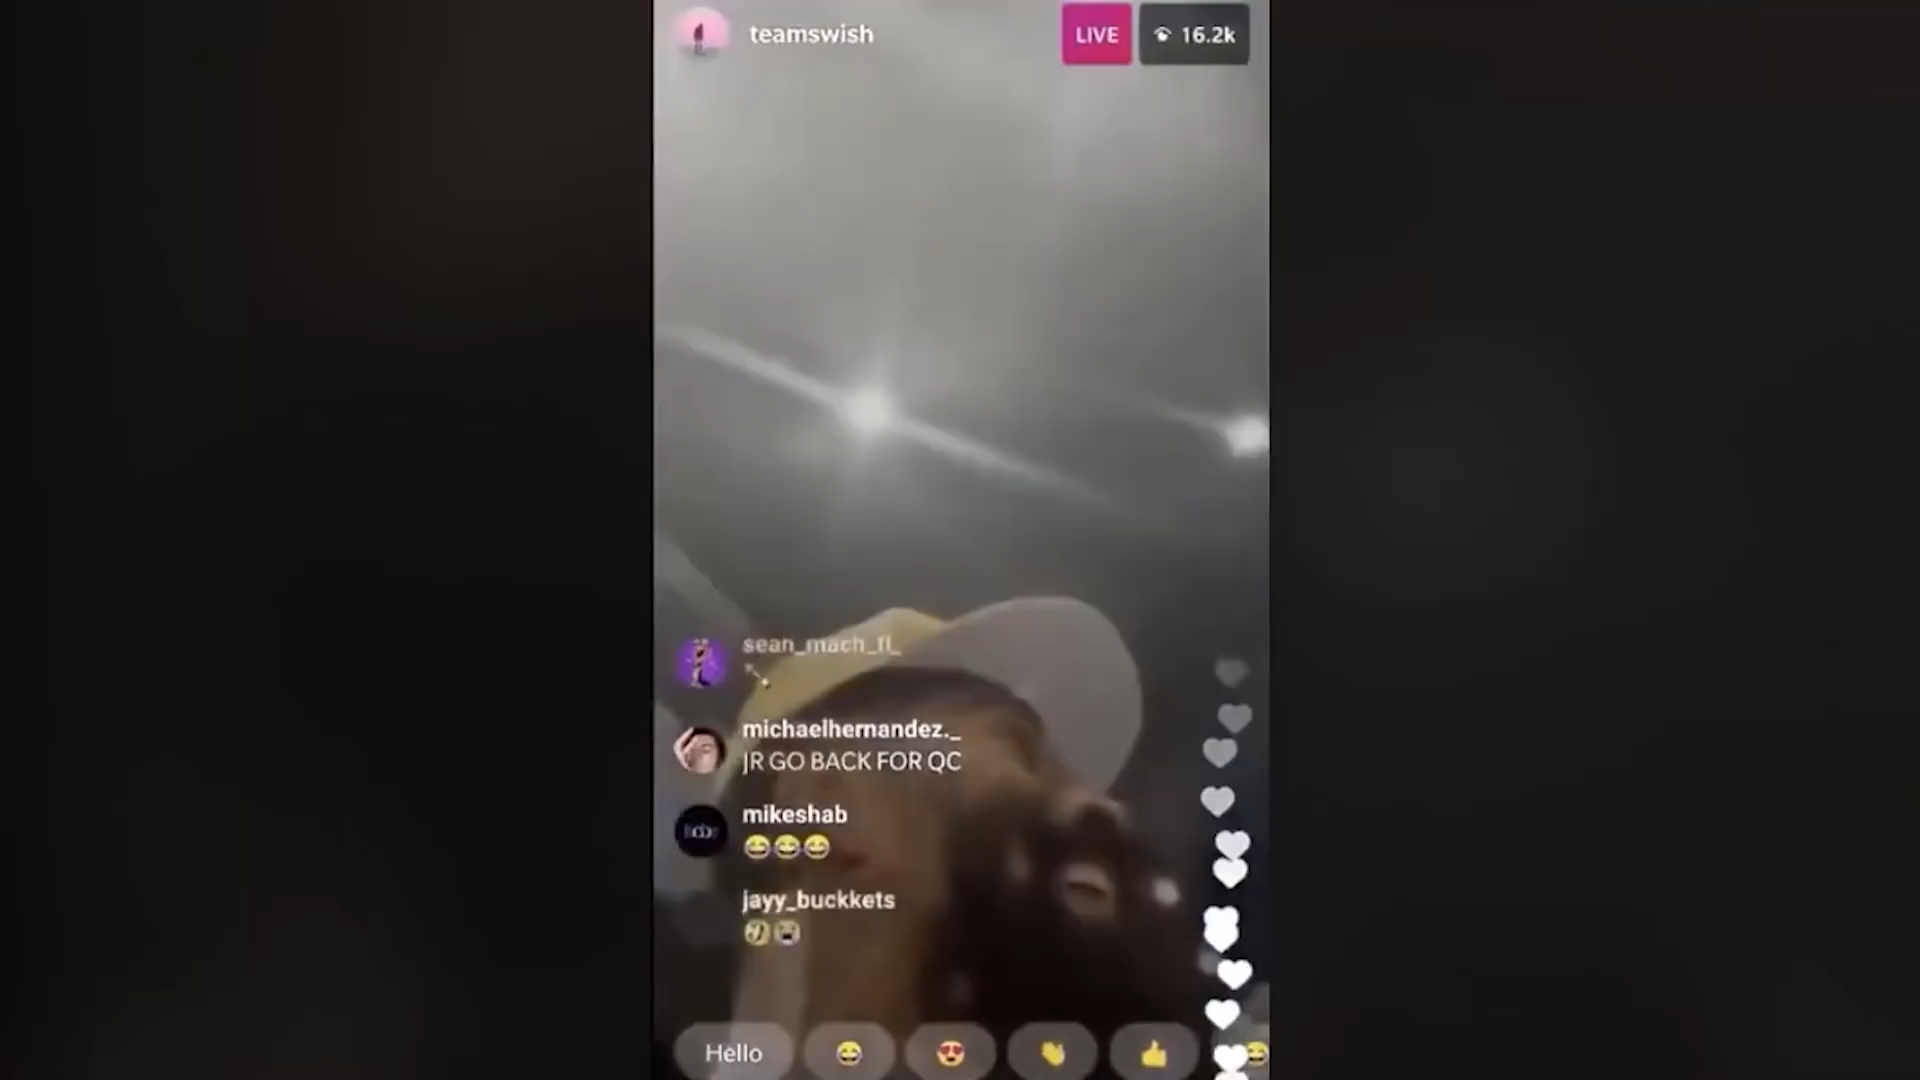 teamswish
LIVE
16.2k
sean_mach_fl_
michaelhernandez._
JR GO BACK FOR QC
mikeshab
😂😂😂
jayy_buckkets
🤣😭
Hello 😂 😍 👏 👍 😂